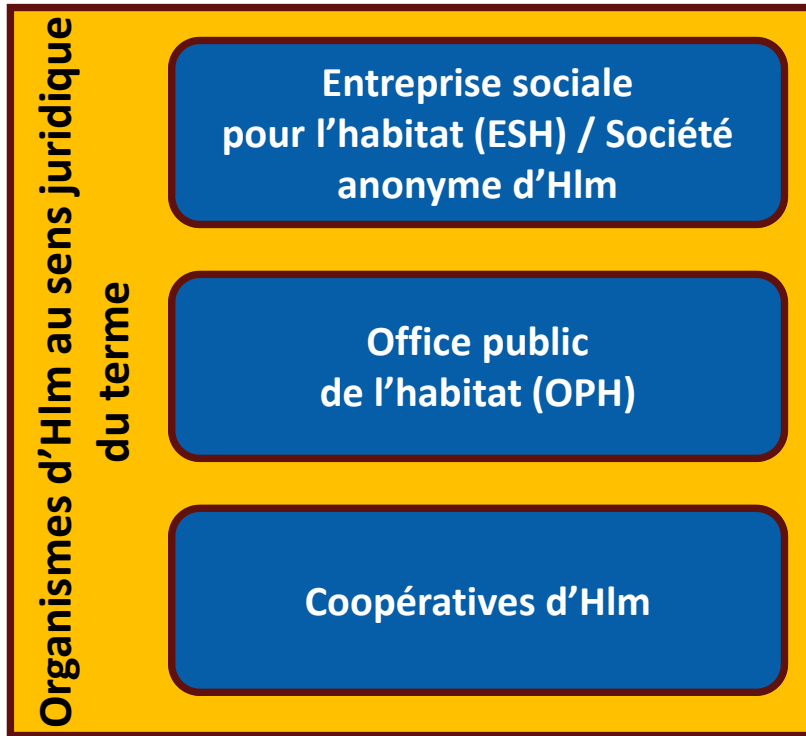 Organismes d’Hlm au sens juridique
du terme
Entreprise sociale
pour l’habitat (ESH) / Société
anonyme d’Hlm
Office public
de l’habitat (OPH)
Coopératives d’Hlm